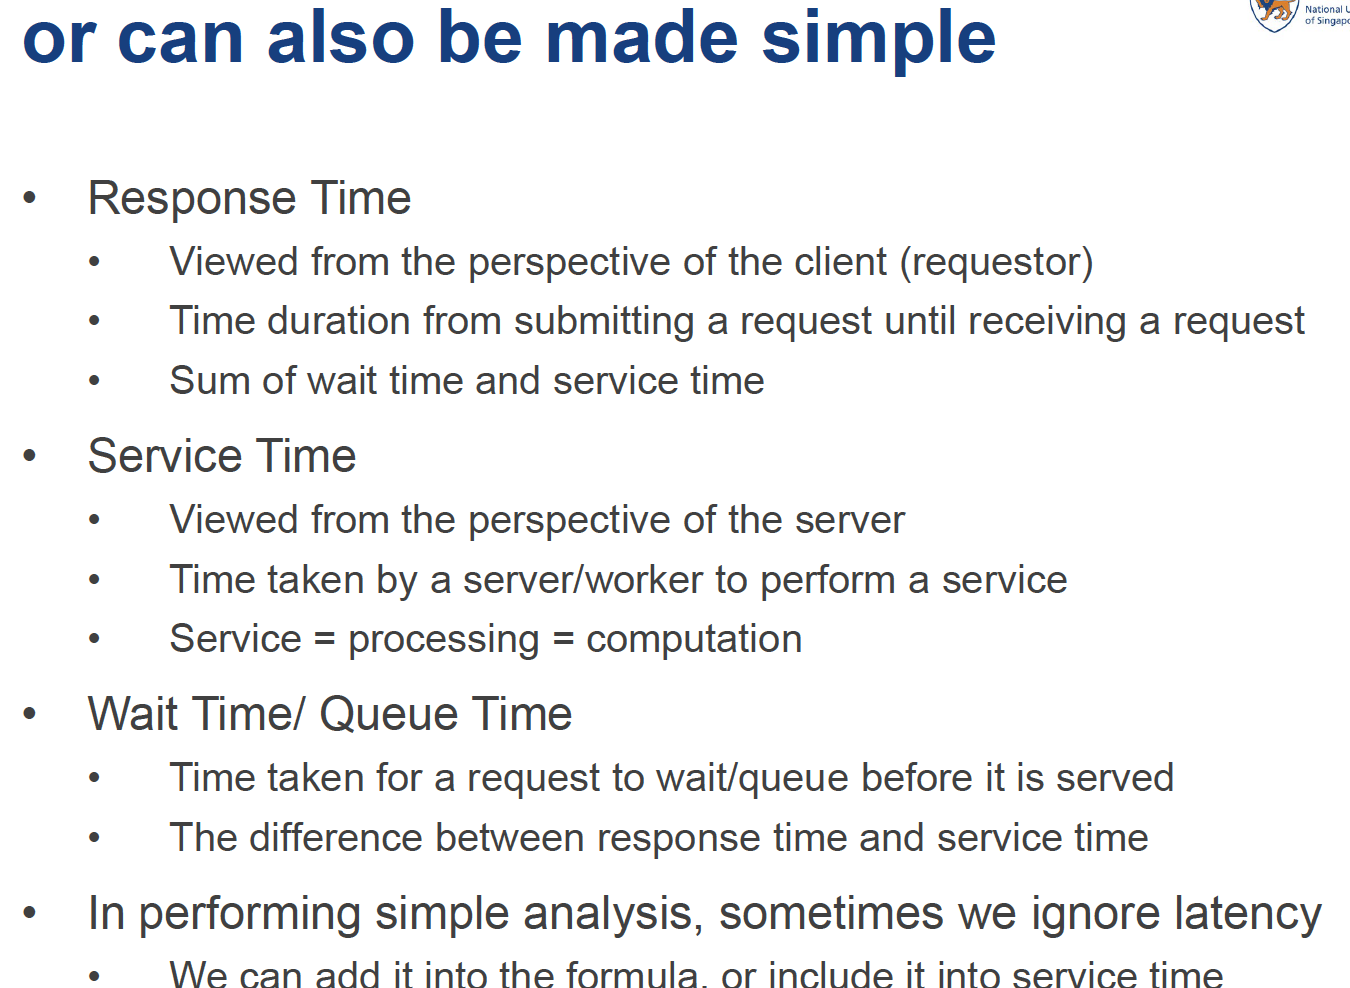 or can also be made simple
National U
of Singapo
• Response Time
• Viewed from the perspective of the client (requestor)
• Time duration from submitting a request until receiving a request
• Sum of wait time and service time
• Service Time
• Viewed from the perspective of the server
• Time taken by a server/worker to perform a service
• Service = processing = computation
• Wait Time/ Queue Time
• Time taken for a request to wait/queue before it is served
• The difference between response time and service time
• In performing simple analysis, sometimes we ignore latency
• We can add it into the formula, or include it into service time